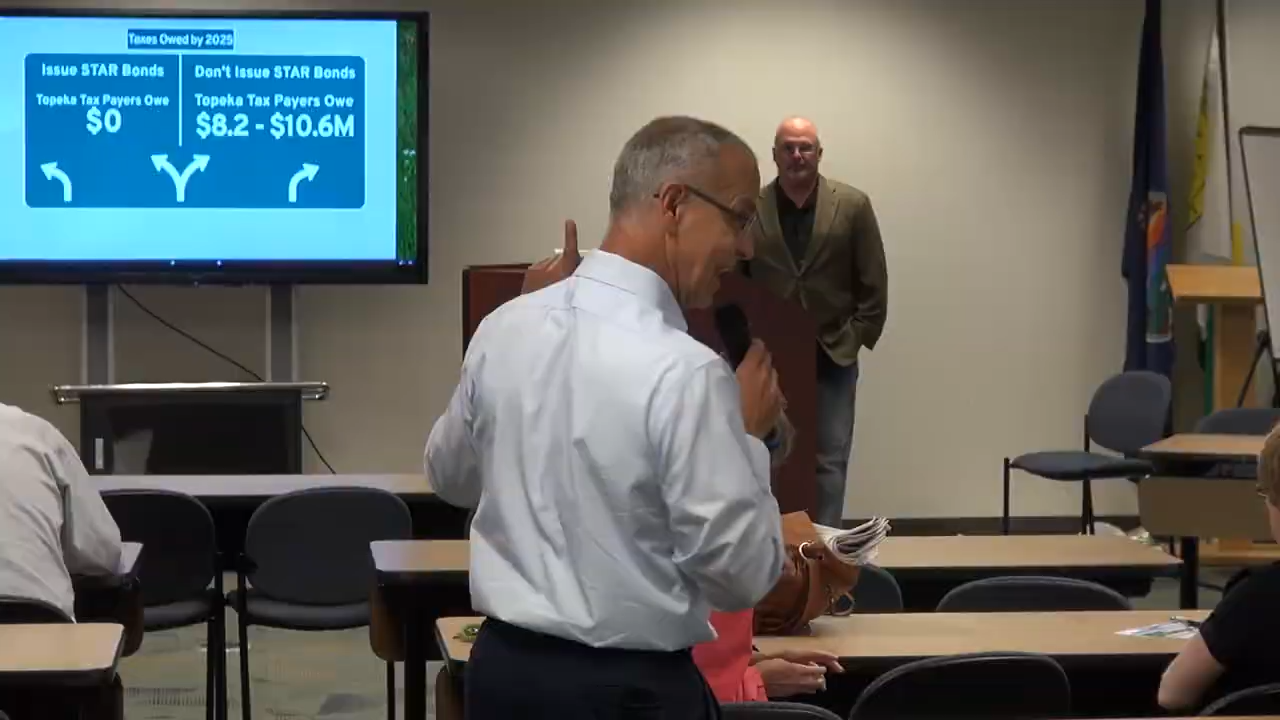 Taxes Owed by 2025
Issue STAR Bonds
Topeka Tax Payers Owe
$0
Don't Issue STAR Bonds
Topeka Tax Payers Owe
$8.2 - $10.6M